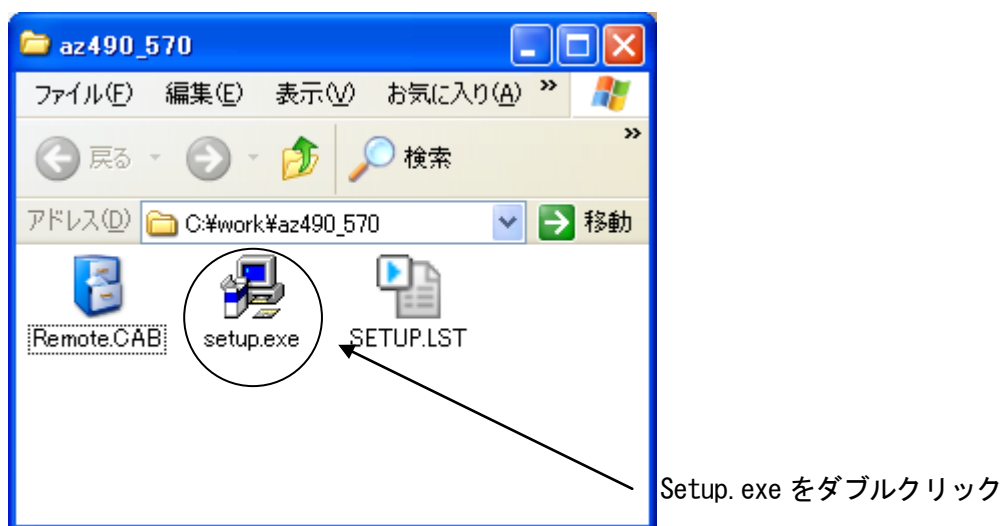 az490_570
ファイル(F) 編集(E) 表示(V) お気に入り(A) »
戻る 検索 »
アドレス(D) C:¥work¥az490_570 移動
Remote.CAB setup.exe SETUP.LST
Setup.exe をダブルクリック